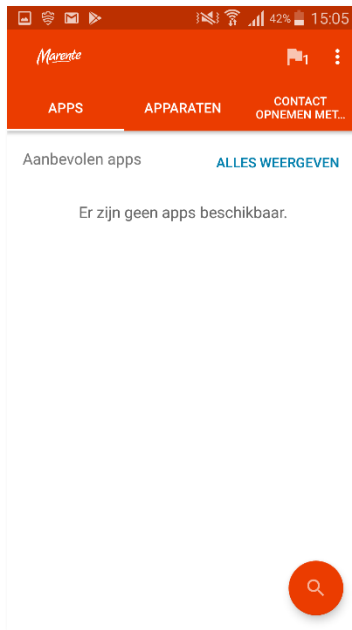 42% 15:05
Marente
1
APPS
APPARATEN
CONTACT
OPNEMEN MET...
Aanbevolen apps
ALLES WEERGEVEN
Er zijn geen apps beschikbaar.